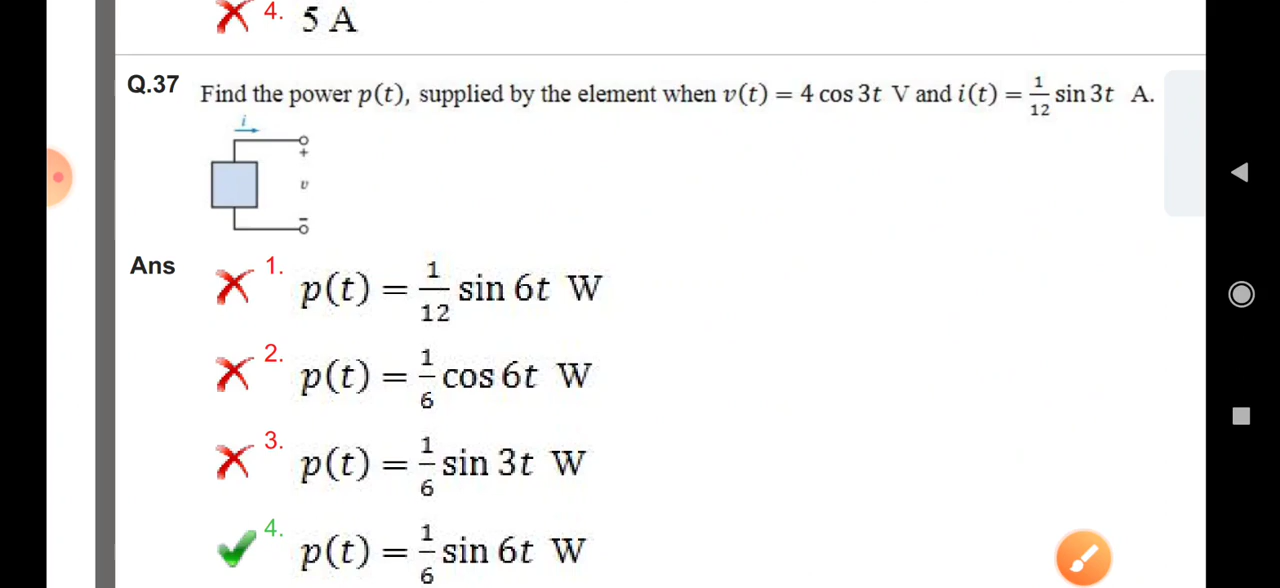 4. 5 A
Q.37 Find the power p(t), supplied by the element when v(t) = 4 cos 3t V and i(t) = 1/12 sin 3t A.
i
+
v
−
Ans 1. p(t) = 1/12 sin 6t W
2. p(t) = 1/6 cos 6t W
3. p(t) = 1/6 sin 3t W
4. p(t) = 1/6 sin 6t W